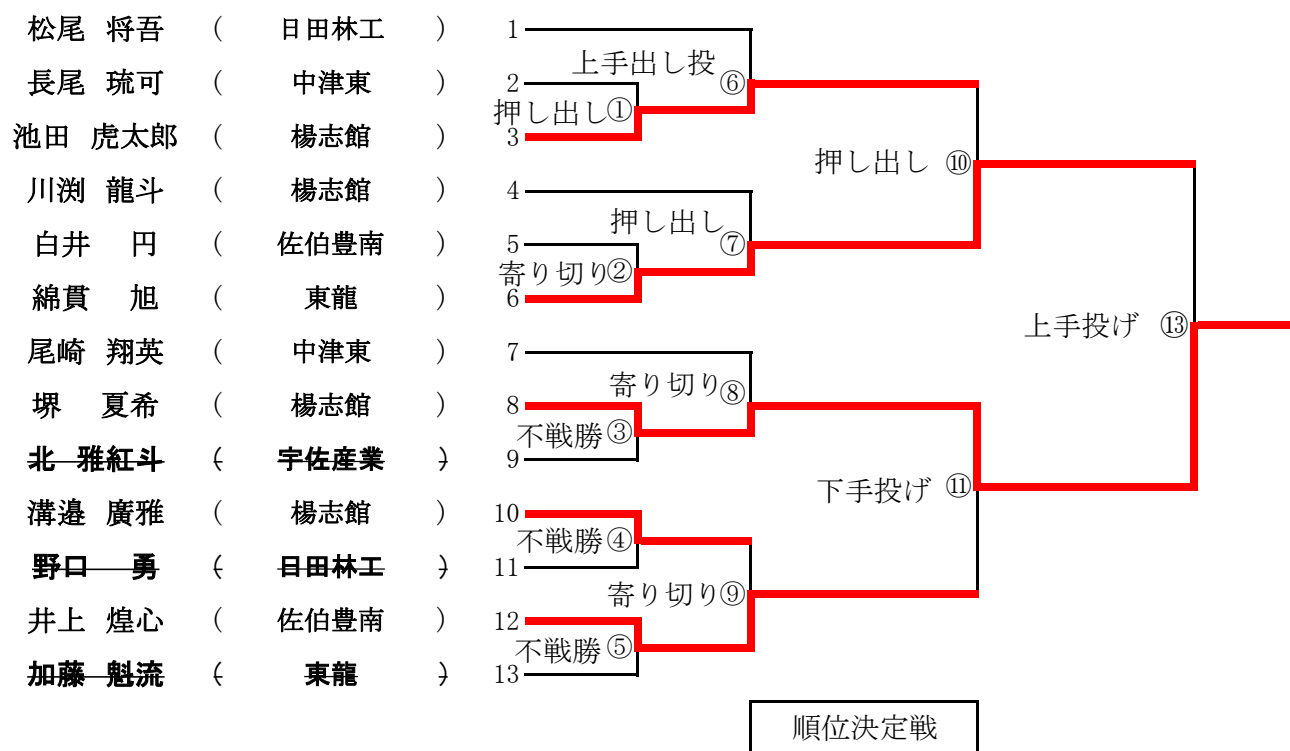 松尾 将吾 ( 日田林工 ) 1
上手出し投 ⑥
長尾 琉可 ( 中津東 ) 2
押し出し ①
池田 虎太郎 ( 楊志館 ) 3
押し出し ⑩
川渕 龍斗 ( 楊志館 ) 4
押し出し ⑦
白井 円 ( 佐伯豊南 ) 5
寄り切り ②
綿貫 旭 ( 東龍 ) 6
上手投げ ⑬
尾崎 翔英 ( 中津東 ) 7
寄り切り ⑧
堺 夏希 ( 楊志館 ) 8
不戦勝 ③
北 雅紅斗 ( 宇佐産業 ) 9
下手投げ ⑪
溝邉 廣雅 ( 楊志館 ) 10
不戦勝 ④
野口 勇 ( 日田林工 ) 11
寄り切り ⑨
井上 煌心 ( 佐伯豊南 ) 12
不戦勝 ⑤
加藤 魁流 ( 東龍 ) 13
順位決定戦